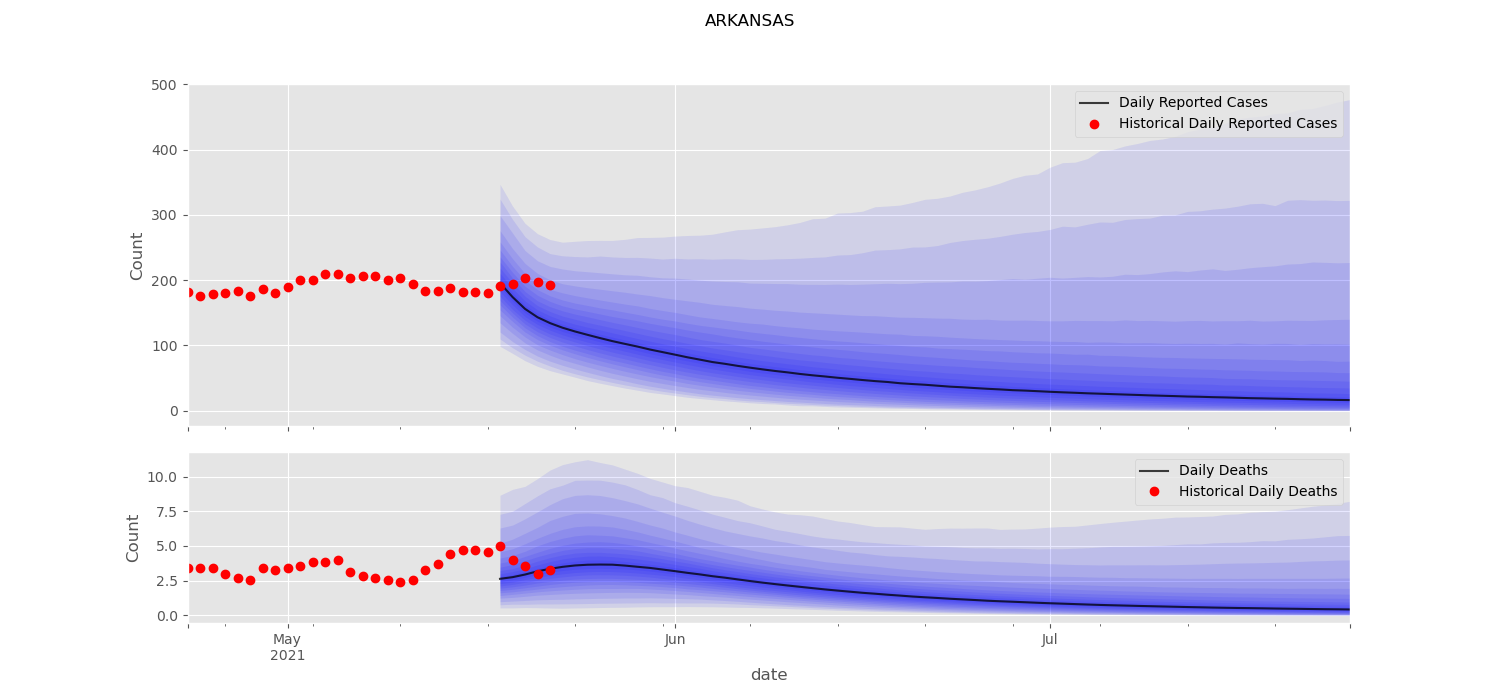 ARKANSAS
500
400
300
200
100
0
Count
Daily Reported Cases
Historical Daily Reported Cases
10.0
7.5
5.0
2.5
0.0
Count
Daily Deaths
Historical Daily Deaths
May
2021
Jun
Jul
date